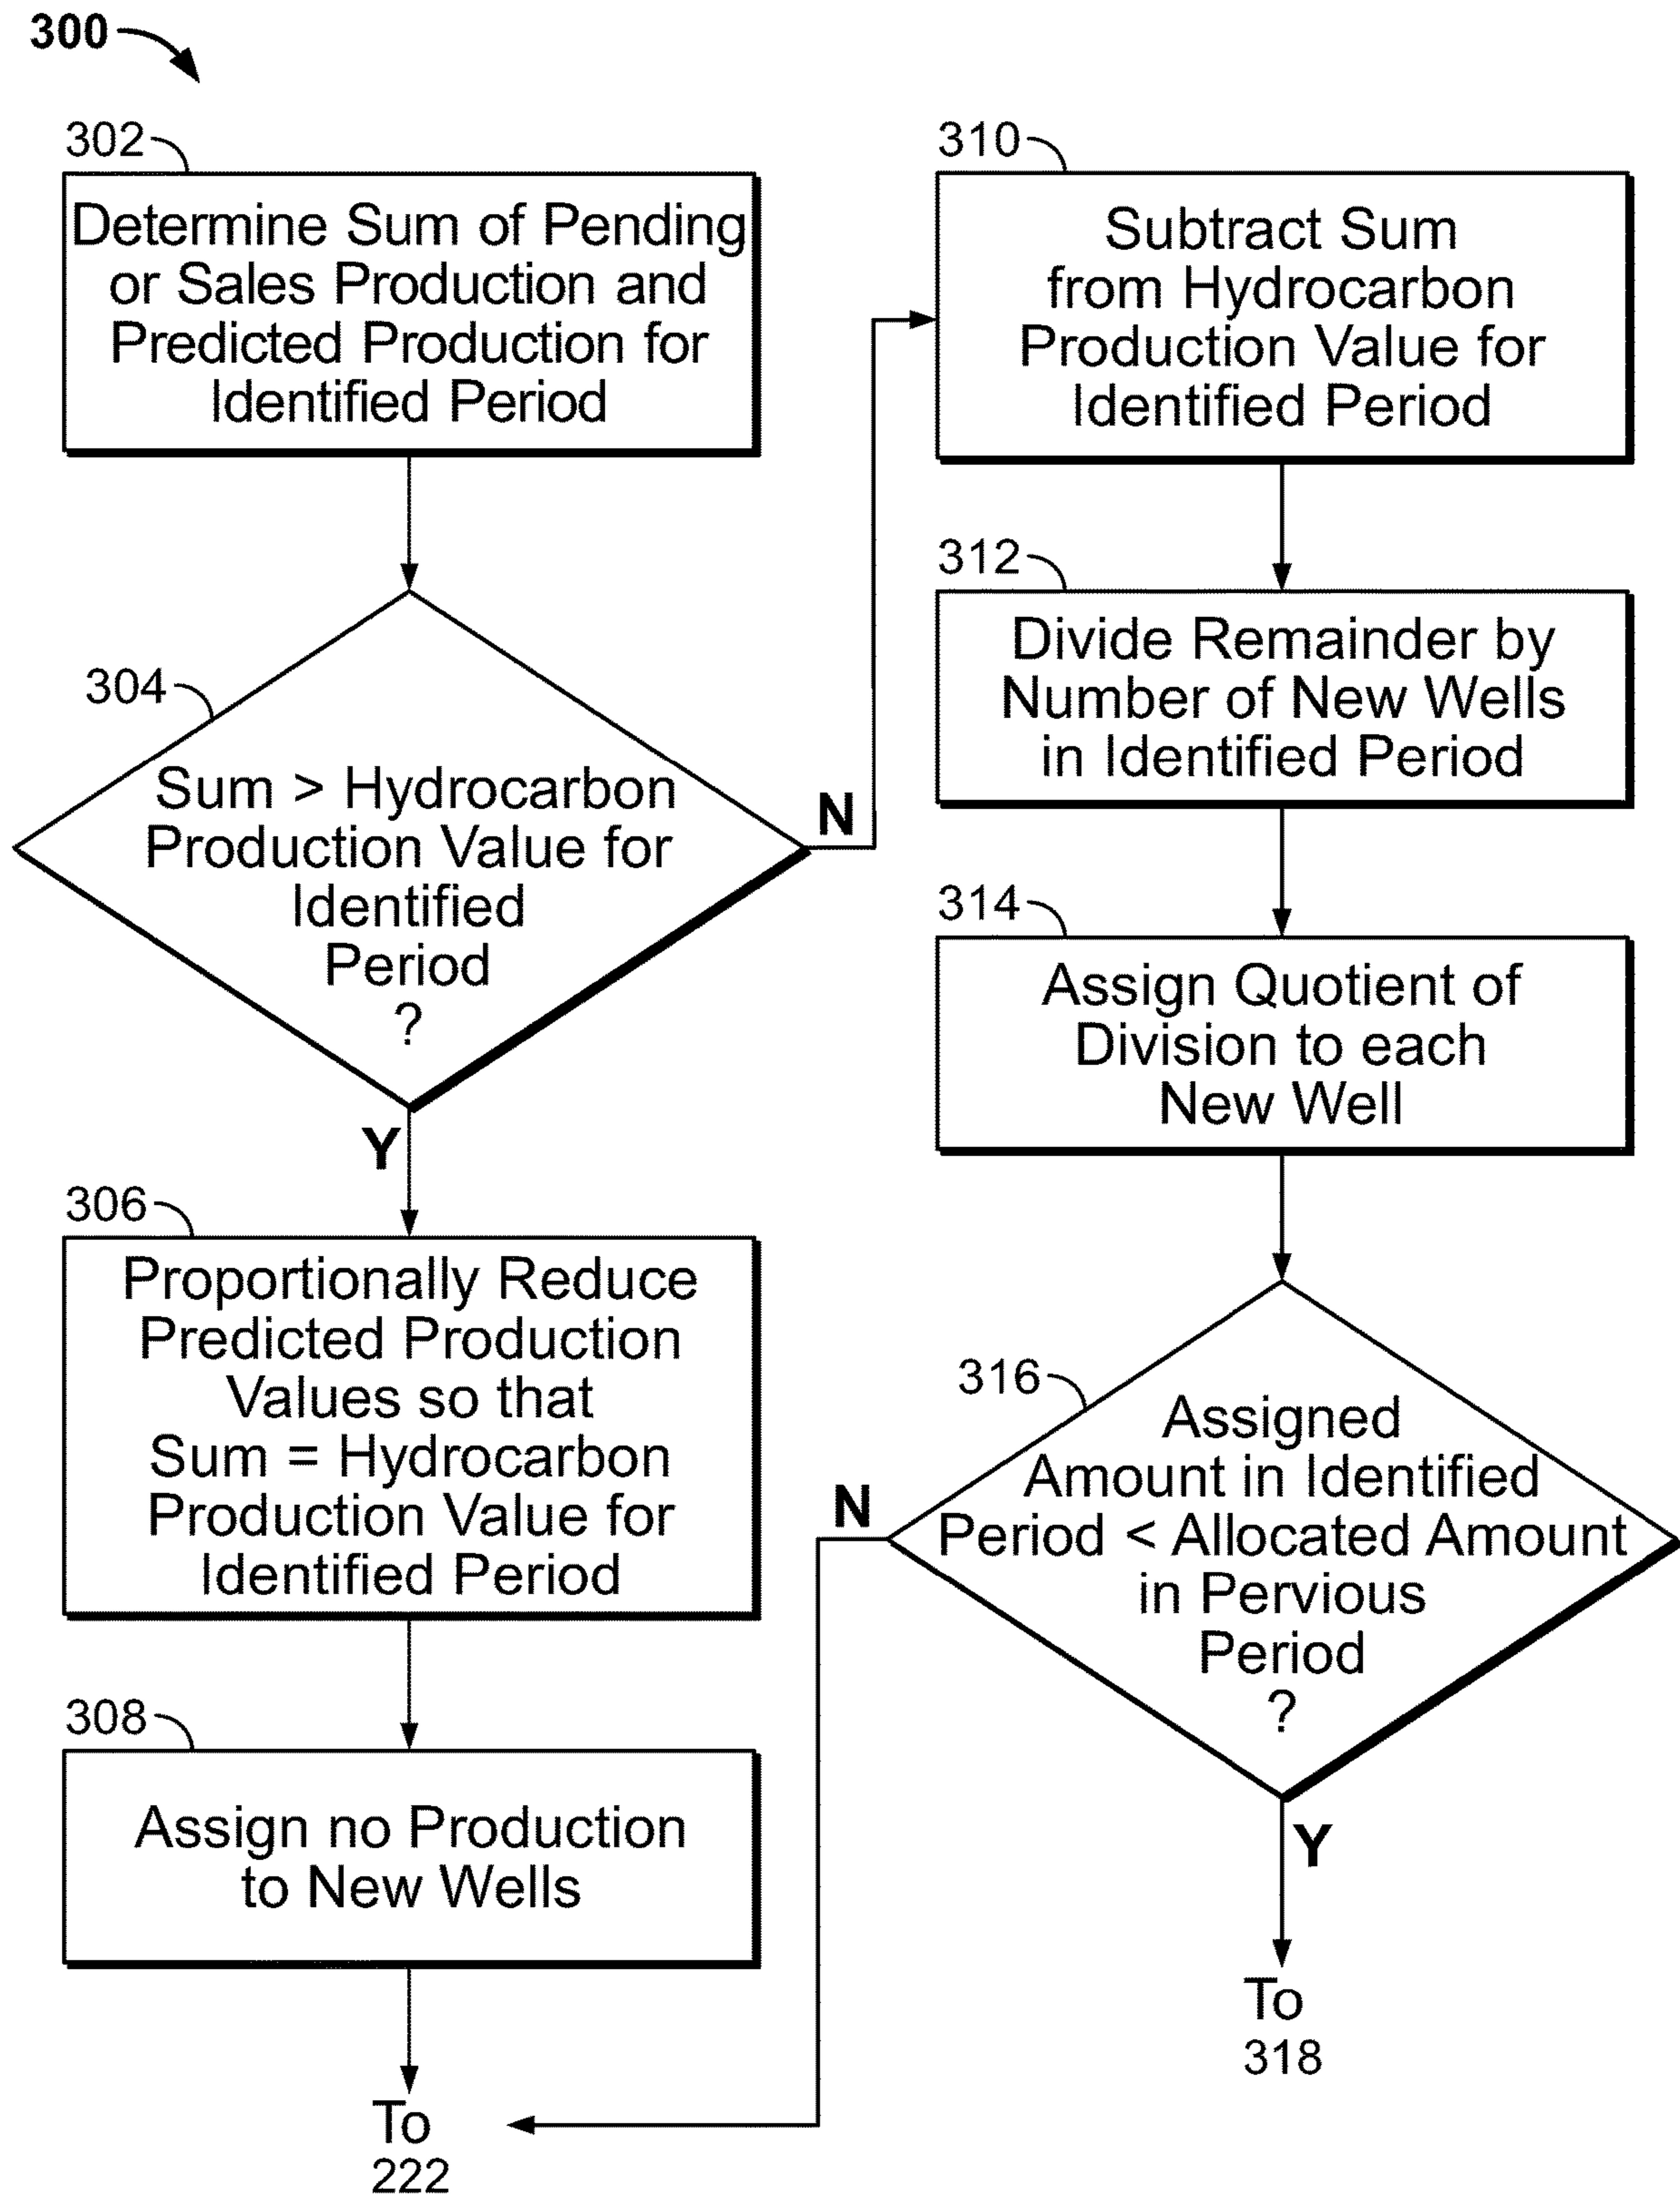 300
302
Determine Sum of Pending
or Sales Production and
Predicted Production for
Identified Period
304
Sum > Hydrocarbon
Production Value for
Identified
Period
?
N
Y
306
Proportionally Reduce
Predicted Production
Values so that
Sum = Hydrocarbon
Production Value for
Identified Period
308
Assign no Production
to New Wells
To
222
310
Subtract Sum
from Hydrocarbon
Production Value for
Identified Period
312
Divide Remainder by
Number of New Wells
in Identified Period
314
Assign Quotient of
Division to each
New Well
316
Assigned
Amount in Identified
Period < Allocated Amount
in Pervious
Period
?
N
Y
To
318